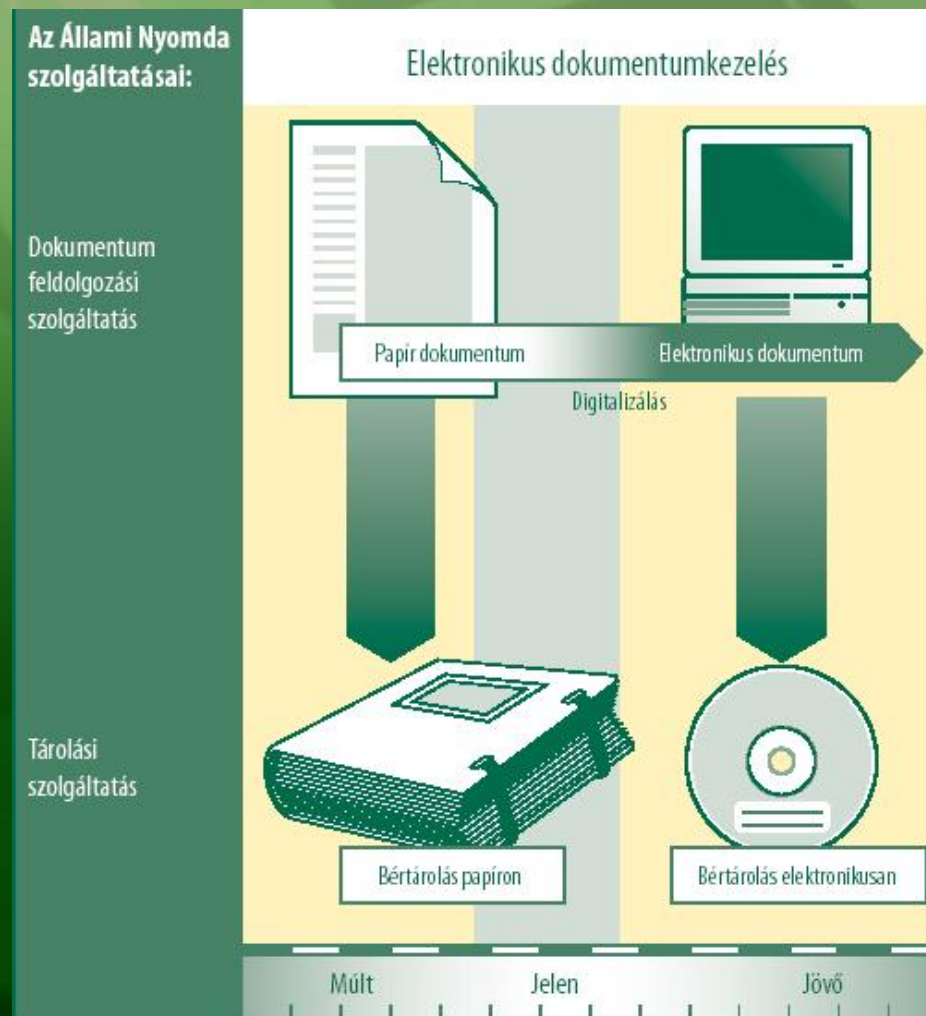 Az Állami Nyomda
szolgáltatásai:
Elektronikus dokumentumkezelés
Dokumentum
feldolgozási
szolgáltatás
Papír dokumentum
Elektronikus dokumentum
Digitalizálás
Tárolási
szolgáltatás
Bértárolás papíron
Bértárolás elektronikusan
Múlt
Jelen
Jövő